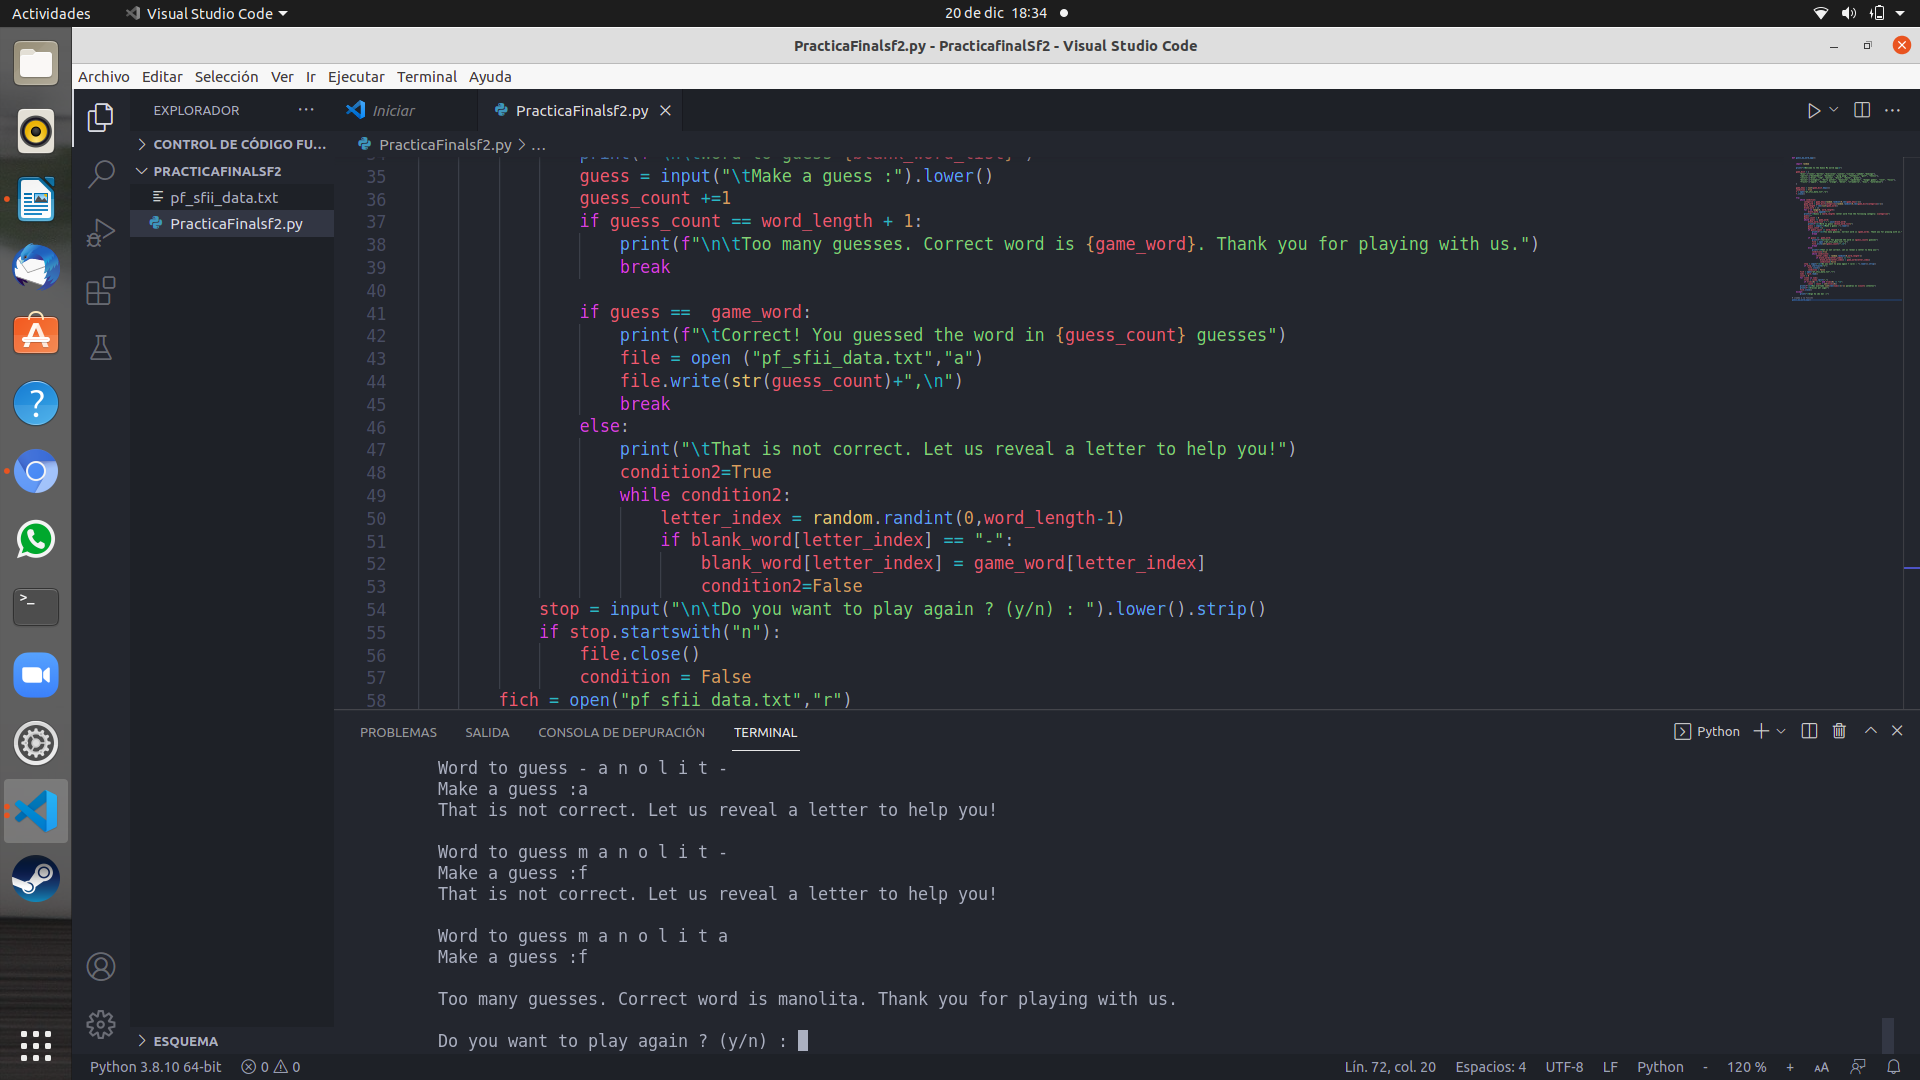 Actividades
Visual Studio Code
20 de dic 18:34
PracticaFinalsf2.py - PracticafinalSf2 - Visual Studio Code
Archivo Editar Selección Ver Ir Ejecutar Terminal Ayuda
EXPLORADOR ···
Iniciar
PracticaFinalsf2.py
CONTROL DE CÓDIGO FU...
PracticaFinalsf2.py > ...
PRACTICAFINALSF2
pf_sfii_data.txt
PracticaFinalsf2.py
35 guess = input("\tMake a guess :").lower()
36 guess_count +=1
37 if guess_count == word_length + 1:
38 print(f"\n\tToo many guesses. Correct word is {game_word}. Thank you for playing with us.")
39 break
40
41 if guess ==  game_word:
42 print(f"\tCorrect! You guessed the word in {guess_count} guesses")
43 file = open ("pf_sfii_data.txt","a")
44 file.write(str(guess_count)+",\n")
45 break
46 else:
47 print("\tThat is not correct. Let us reveal a letter to help you!")
48 condition2=True
49 while condition2:
50 letter_index = random.randint(0,word_length-1)
51 if blank_word[letter_index] == "-":
52 blank_word[letter_index] = game_word[letter_index]
53 condition2=False
54 stop = input("\n\tDo you want to play again ? (y/n) : ").lower().strip()
55 if stop.startswith("n"):
56 file.close()
57 condition = False
58 fich = open("pf_sfii_data.txt","r")
PROBLEMAS SALIDA CONSOLA DE DEPURACIÓN TERMINAL
Python
Word to guess - a n o l i t -
Make a guess :a
That is not correct. Let us reveal a letter to help you!
Word to guess m a n o l i t -
Make a guess :f
That is not correct. Let us reveal a letter to help you!
Word to guess m a n o l i t a
Make a guess :f
Too many guesses. Correct word is manolita. Thank you for playing with us.
Do you want to play again ? (y/n) :
ESQUEMA
Python 3.8.10 64-bit 0 0
Lín. 72, col. 20 Espacios: 4 UTF-8 LF Python - 120 % + AA